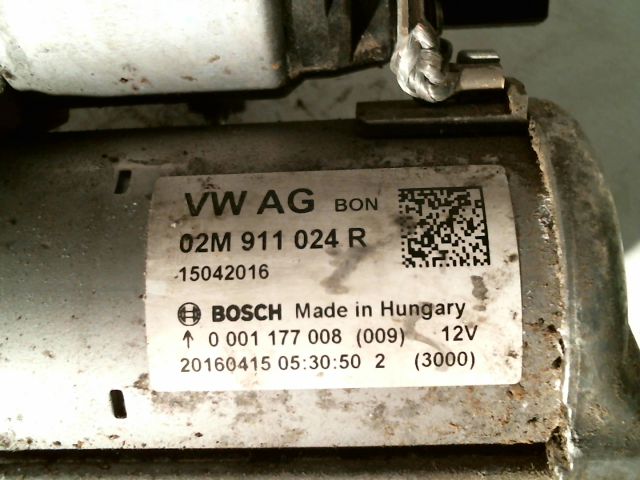 VW AG BON
02M 911 024 R
15042016
BOSCH Made in Hungary
↑ 0 001 177 008 (009) 12V
20160415 05:30:50 2 (3000)